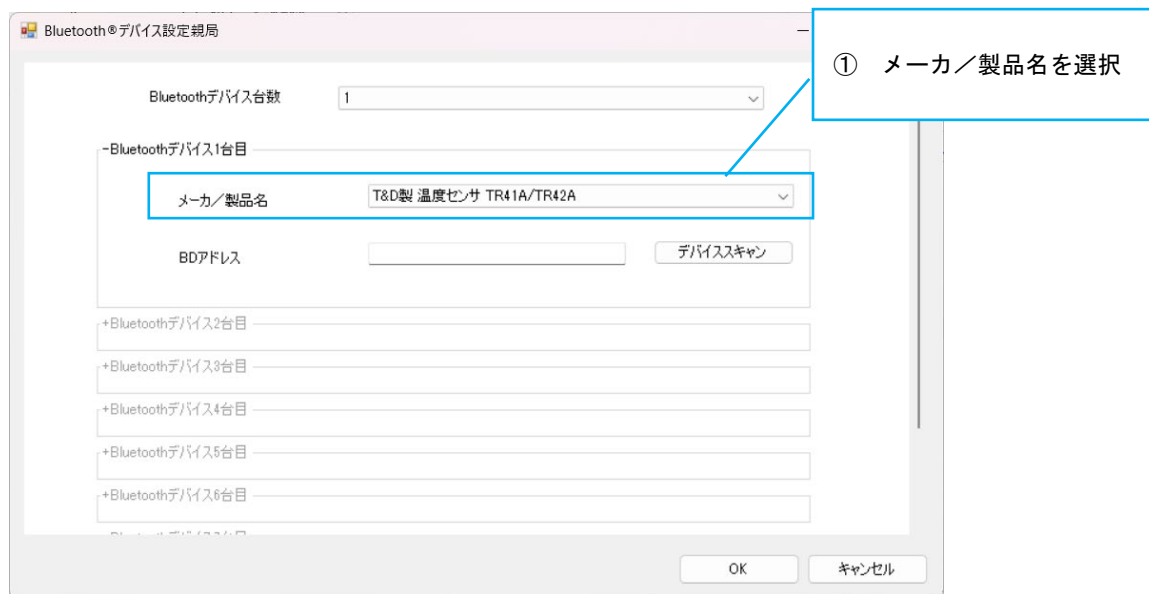 Bluetooth®デバイス設定親局
① メーカ／製品名を選択
Bluetoothデバイス台数 1
-Bluetoothデバイス1台目
メーカ／製品名 T&D製 温度センサ TR41A/TR42A
BDアドレス デバイススキャン
+Bluetoothデバイス2台目
+Bluetoothデバイス3台目
+Bluetoothデバイス4台目
+Bluetoothデバイス5台目
+Bluetoothデバイス6台目
OK キャンセル